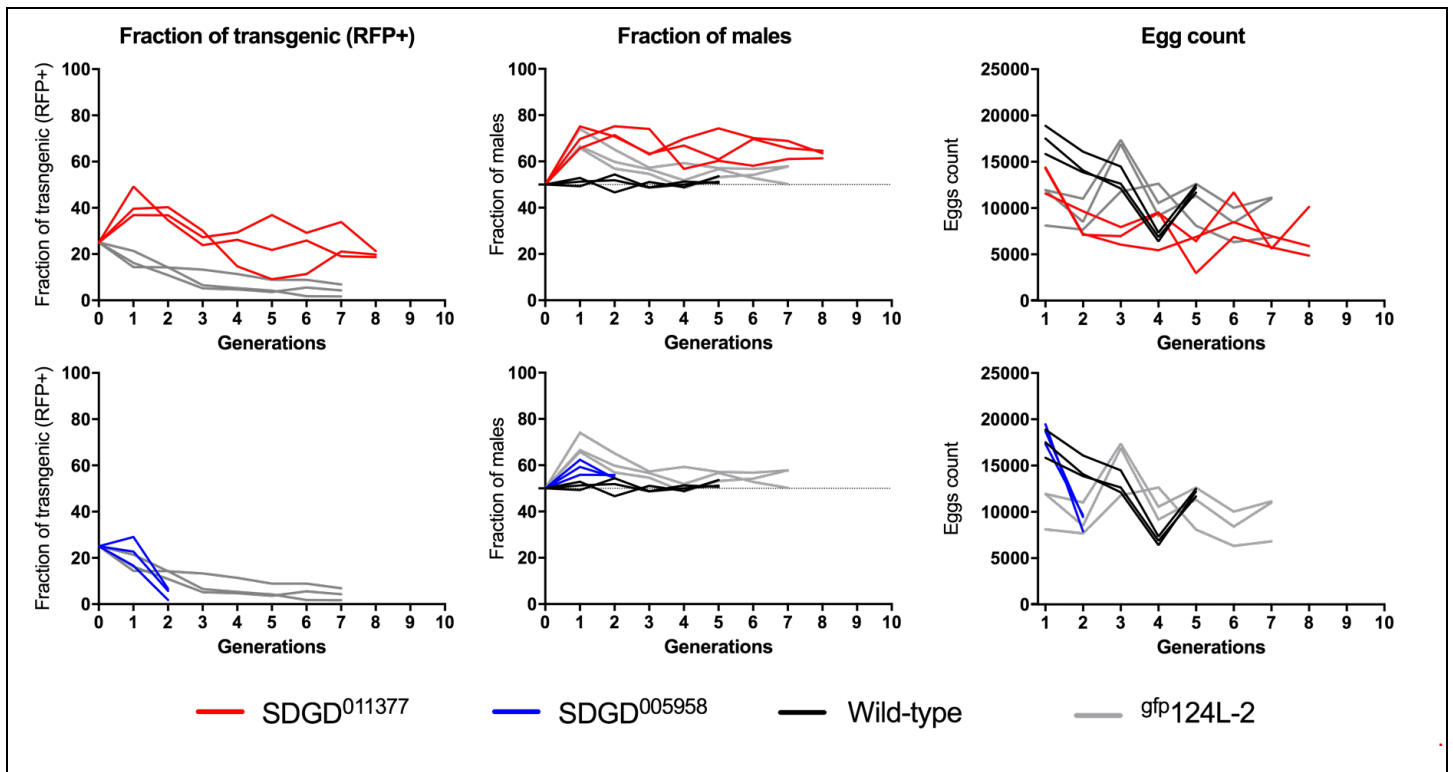 Fraction of transgenic (RFP+)
Fraction of males
Egg count
Fraction of trasngenic (RFP+)
100
80
60
40
20
0
0 1 2 3 4 5 6 7 8 9 10
Generations
Fraction of males
100
80
60
40
20
0
0 1 2 3 4 5 6 7 8 9 10
Generations
Eggs count
25000
20000
15000
10000
5000
0
1 2 3 4 5 6 7 8 9 10
Generations
Fraction of trasngenic (RFP+)
100
80
60
40
20
0
0 1 2 3 4 5 6 7 8 9 10
Generations
Fraction of males
100
80
60
40
20
0
0 1 2 3 4 5 6 7 8 9 10
Generations
Eggs count
25000
20000
15000
10000
5000
0
1 2 3 4 5 6 7 8 9 10
Generations
SDGD011377
SDGD005958
Wild-type
gfp124L-2